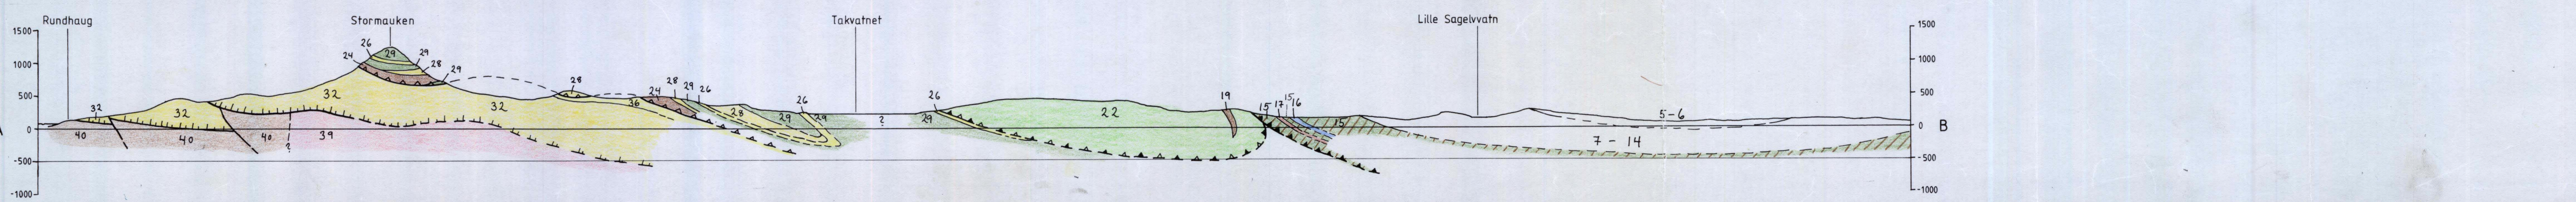 Rundhaug Stormauken Takvatnet Lille Sagelvvatn
1500 1500
26 29 29
24 28
1000 29 1000
28 28 29 26
500 32 24 26 26 19 500
32 32 32 36 28 29 29 ? 29 22 15 17 15 16 15 5-6
0 40 40 40 39 7 - 14 0 B
?
-500 -500
-1000 -1000